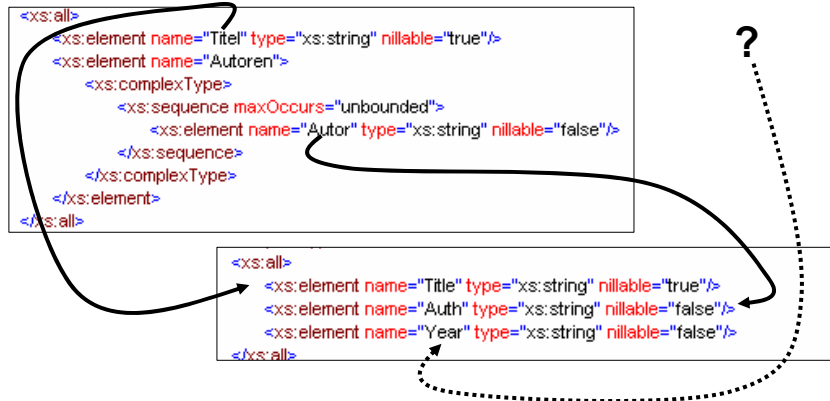 <xs:all>
<xs:element name="Titel" type="xs:string" nillable="true"/>
<xs:element name="Autoren">
<xs:complexType>
<xs:sequence maxOccurs="unbounded">
<xs:element name="Autor" type="xs:string" nillable="false"/>
</xs:sequence>
</xs:complexType>
</xs:element>
</xs:all>
?
<xs:all>
<xs:element name="Title" type="xs:string" nillable="true"/>
<xs:element name="Auth" type="xs:string" nillable="false"/>
<xs:element name="Year" type="xs:string" nillable="false"/>
</xs:all>